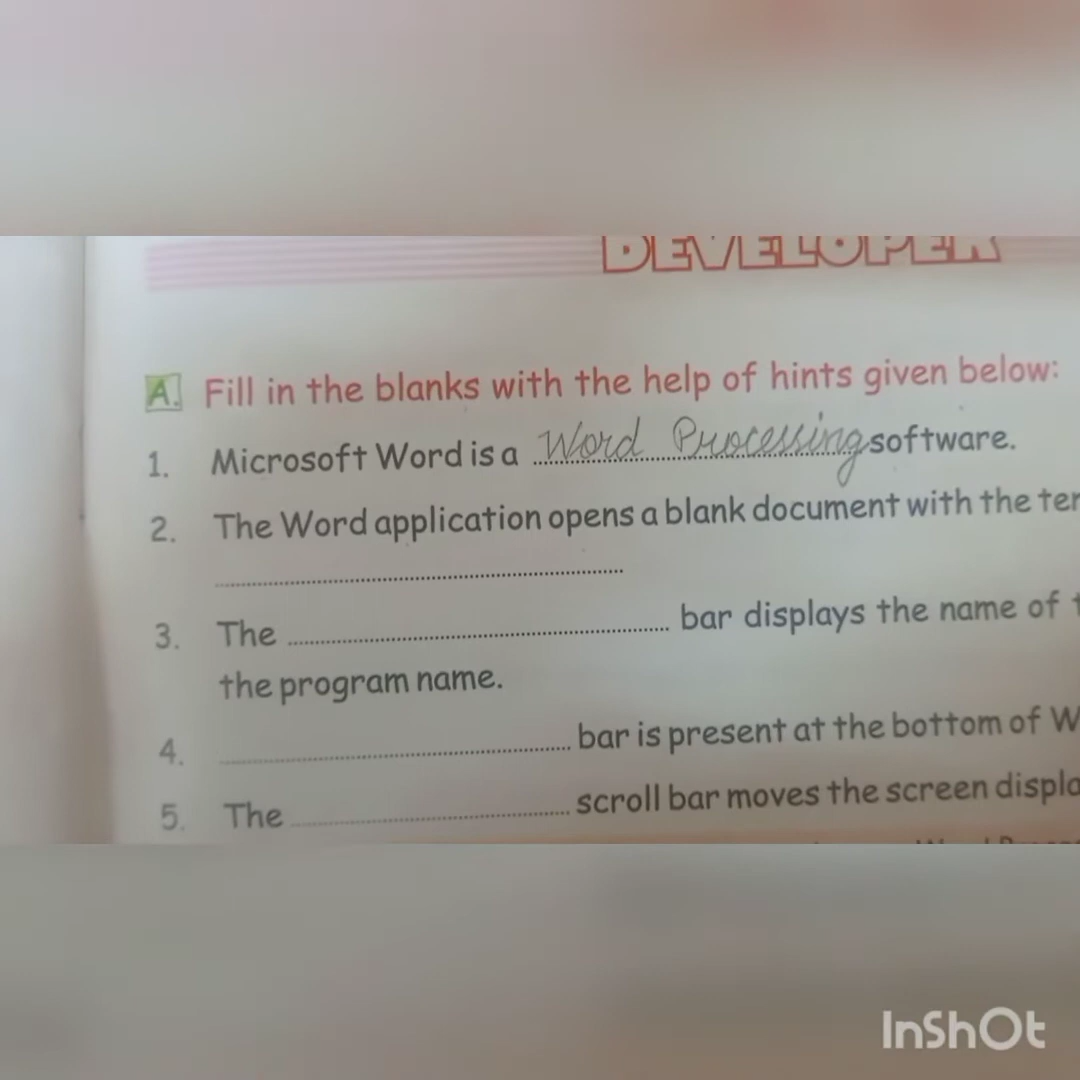 DEVELOPER
A. Fill in the blanks with the help of hints given below:
1. Microsoft Word is a Word Processing software.
2. The Word application opens a blank document with the ter
3. The ........ bar displays the name of t
the program name.
4. ........ bar is present at the bottom of W
5. The ........ scroll bar moves the screen displa
InShOt